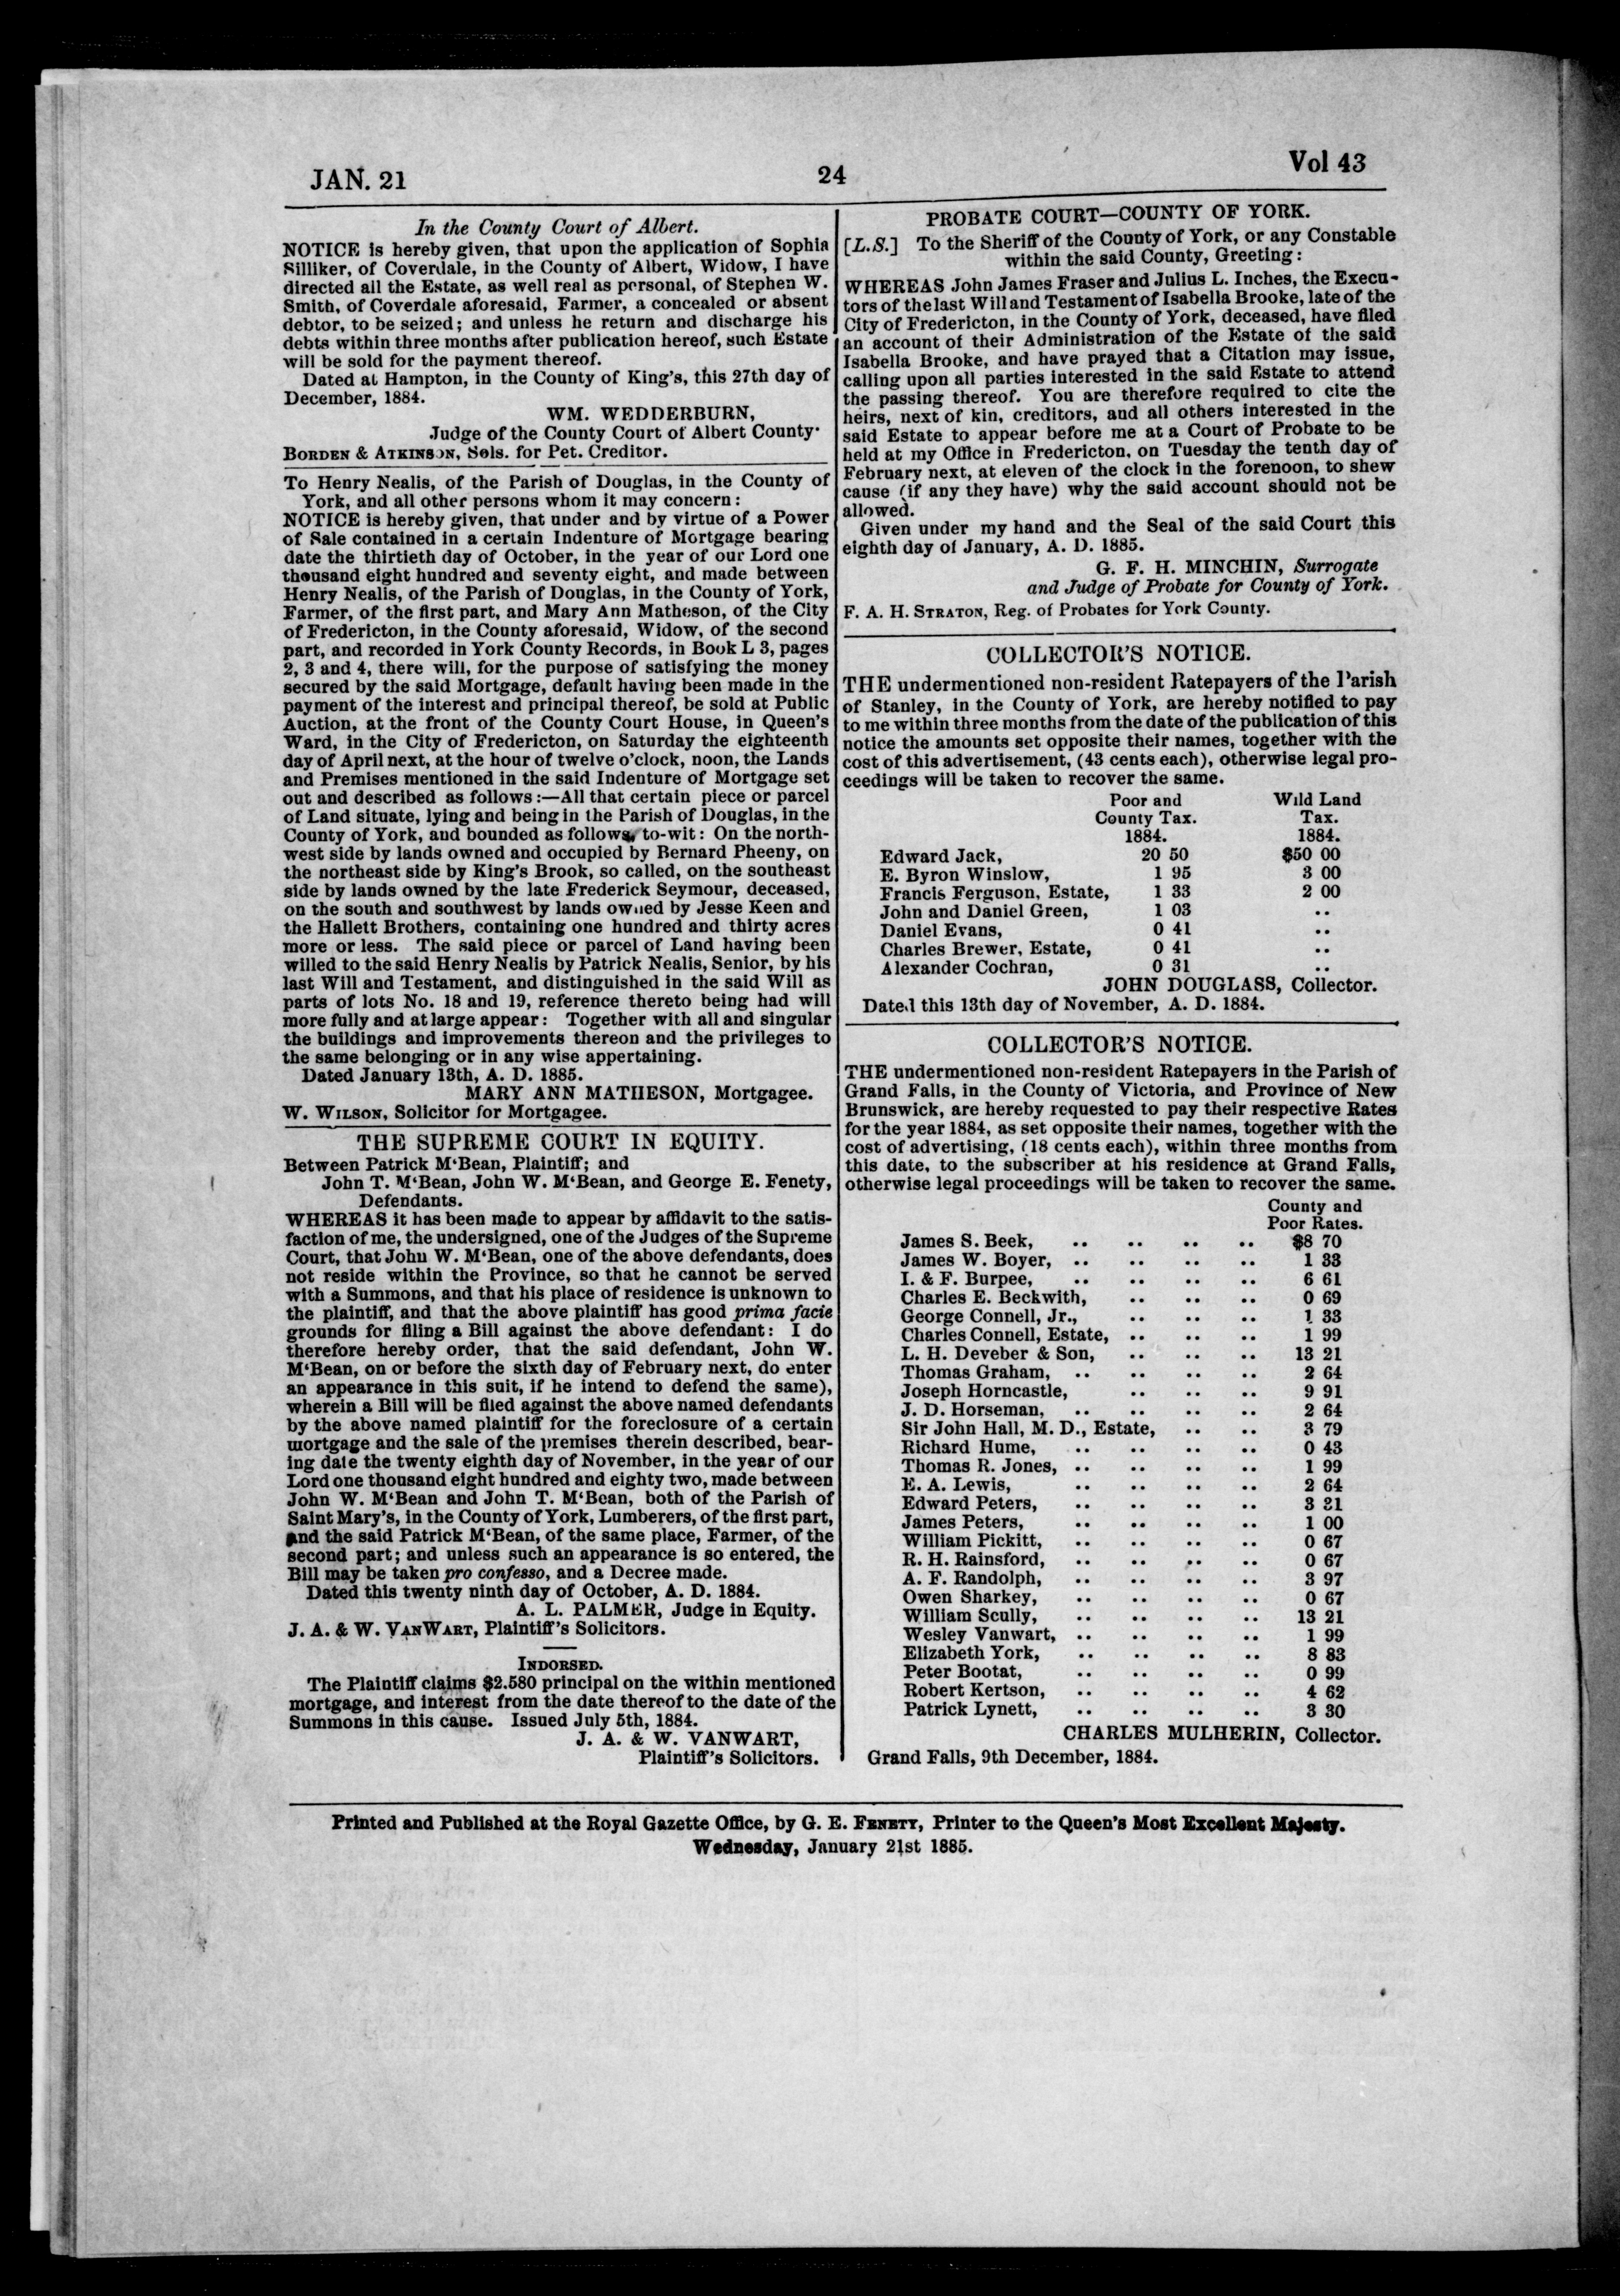 JAN. 21
24
Vol 43
In the County Court of Albert.
NOTICE is hereby given, that upon the application of Sophia
Silliker, of Coverdale, in the County of Albert, Widow, I have
directed all the Estate, as well real as personal, of Stephen W.
Smith, of Coverdale aforesaid, Farmer, a concealed or absent
debtor, to be seized; and unless he return and discharge his
debts within three months after publication hereof, such Estate
will be sold for the payment thereof.
Dated at Hampton, in the County of King's, this 27th day of
December, 1884.
WM. WEDDERBURN,
Judge of the County Court of Albert County.
BORDEN & ATKINSON, Sols. for Pet. Creditor.
To Henry Nealis, of the Parish of Douglas, in the County of
York, and all other persons whom it may concern:
NOTICE is hereby given, that under and by virtue of a Power
of Sale contained in a certain Indenture of Mortgage bearing
date the thirtieth day of October, in the year of our Lord one
thousand eight hundred and seventy eight, and made between
Henry Nealis, of the Parish of Douglas, in the County of York,
Farmer, of the first part, and Mary Ann Matheson, of the City
of Fredericton, in the County aforesaid, Widow, of the second
part, and recorded in York County Records, in Book L 3, pages
2, 3 and 4, there will, for the purpose of satisfying the money
secured by the said Mortgage, default having been made in the
payment of the interest and principal thereof, be sold at Public
Auction, at the front of the County Court House, in Queen's
Ward, in the City of Fredericton, on Saturday the eighteenth
day of April next, at the hour of twelve o'clock, noon, the Lands
and Premises mentioned in the said Indenture of Mortgage set
out and described as follows:—All that certain piece or parcel
of Land situate, lying and being in the Parish of Douglas, in the
County of York, and bounded as follows, to-wit: On the north-
west side by lands owned and occupied by Bernard Pheeny, on
the northeast side by King's Brook, so called, on the southeast
side by lands owned by the late Frederick Seymour, deceased,
on the south and southwest by lands owned by Jesse Keen and
the Hallett Brothers, containing one hundred and thirty acres
more or less. The said piece or parcel of Land having been
willed to the said Henry Nealis by Patrick Nealis, Senior, by his
last Will and Testament, and distinguished in the said Will as
parts of lots No. 18 and 19, reference thereto being had will
more fully and at large appear: Together with all and singular
the buildings and improvements thereon and the privileges to
the same belonging or in any wise appertaining.
Dated January 13th, A. D. 1885.
MARY ANN MATHESON, Mortgagee.
W. WILSON, Solicitor for Mortgagee.
THE SUPREME COURT IN EQUITY.
Between Patrick M'Bean, Plaintiff; and
John T. M'Bean, John W. M'Bean, and George E. Fenety,
Defendants.
WHEREAS it has been made to appear by affidavit to the satis-
faction of me, the undersigned, one of the Judges of the Supreme
Court, that John W. M'Bean, one of the above defendants, does
not reside within the Province, so that he cannot be served
with a Summons, and that his place of residence is unknown to
the plaintiff, and that the above plaintiff has good prima facie
grounds for filing a Bill against the above defendant: I do
therefore hereby order, that the said defendant, John W.
M'Bean, on or before the sixth day of February next, do enter
an appearance in this suit, if he intend to defend the same),
wherein a Bill will be filed against the above named defendants
by the above named plaintiff for the foreclosure of a certain
mortgage and the sale of the premises therein described, bear-
ing date the twenty eighth day of November, in the year of our
Lord one thousand eight hundred and eighty two, made between
John W. M'Bean and John T. M'Bean, both of the Parish of
Saint Mary's, in the County of York, Lumberers, of the first part,
and the said Patrick M'Bean, of the same place, Farmer, of the
second part; and unless such an appearance is so entered, the
Bill may be taken pro confesso, and a Decree made.
Dated this twenty ninth day of October, A. D. 1884.
A. L. PALMER, Judge in Equity.
J. A. & W. VANWART, Plaintiff's Solicitors.
INDORSED.
The Plaintiff claims $2.580 principal on the within mentioned
mortgage, and interest from the date thereof to the date of the
Summons in this cause. Issued July 5th, 1884.
J. A. & W. VANWART,
Plaintiff's Solicitors.
PROBATE COURT—COUNTY OF YORK.
[L.S.] To the Sheriff of the County of York, or any Constable
within the said County, Greeting:
WHEREAS John James Fraser and Julius L. Inches, the Execu-
tors of the last Will and Testament of Isabella Brooke, late of the
City of Fredericton, in the County of York, deceased, have filed
an account of their Administration of the Estate of the said
Isabella Brooke, and have prayed that a Citation may issue,
calling upon all parties interested in the said Estate to attend
the passing thereof. You are therefore required to cite the
heirs, next of kin, creditors, and all others interested in the
said Estate to appear before me at a Court of Probate to be
held at my Office in Fredericton, on Tuesday the tenth day of
February next, at eleven of the clock in the forenoon, to shew
cause (if any they have) why the said account should not be
allowed.
Given under my hand and the Seal of the said Court this
eighth day of January, A. D. 1885.
G. F. H. MINCHIN, Surrogate
and Judge of Probate for County of York.
F. A. H. STRATON, Reg. of Probates for York County.
COLLECTOR'S NOTICE.
THE undermentioned non-resident Ratepayers of the Parish
of Stanley, in the County of York, are hereby notified to pay
to me within three months from the date of the publication of this
notice the amounts set opposite their names, together with the
cost of this advertisement, (43 cents each), otherwise legal pro-
ceedings will be taken to recover the same.
Poor and Wild Land
County Tax. Tax.
1884. 1884.
Edward Jack, 20 50 $50 00
E. Byron Winslow, 1 95 3 00
Francis Ferguson, Estate, 1 33 2 00
John and Daniel Green, 1 03 ..
Daniel Evans, 0 41 ..
Charles Brewer, Estate, 0 41 ..
Alexander Cochran, 0 31 ..
JOHN DOUGLASS, Collector.
Dated this 13th day of November, A. D. 1884.
COLLECTOR'S NOTICE.
THE undermentioned non-resident Ratepayers in the Parish of
Grand Falls, in the County of Victoria, and Province of New
Brunswick, are hereby requested to pay their respective Rates
for the year 1884, as set opposite their names, together with the
cost of advertising, (18 cents each), within three months from
this date, to the subscriber at his residence at Grand Falls,
otherwise legal proceedings will be taken to recover the same.
County and
Poor Rates.
James S. Beek, .. .. .. .. $8 70
James W. Boyer, .. .. .. .. 1 33
I. & F. Burpee, .. .. .. .. 6 61
Charles E. Beckwith, .. .. .. 0 69
George Connell, Jr., .. .. .. 1 33
Charles Connell, Estate, .. .. .. 1 99
L. H. Deveber & Son, .. .. .. 13 21
Thomas Graham, .. .. .. .. 2 64
Joseph Horncastle, .. .. .. 9 91
J. D. Horseman, .. .. .. .. 2 64
Sir John Hall, M. D., Estate, .. .. 3 79
Richard Hume, .. .. .. .. 0 43
Thomas R. Jones, .. .. .. .. 1 99
E. A. Lewis, .. .. .. .. 2 64
Edward Peters, .. .. .. .. 3
James Peters, .. .. .. .. 1 00
William Pickitt, .. .. .. .. 0 67
R. H. Rainsford, .. .. .. .. 0 67
A. F. Randolph, .. .. .. .. 3 97
Owen Sharkey, .. .. .. .. 0 67
William Scully, .. .. .. .. 13 21
Wesley Vanwart, .. .. .. .. 1 99
Elizabeth York, .. .. .. .. 8 83
Peter Bootat, .. .. .. .. 0 99
Robert Kertson, .. .. .. .. 4 62
Patrick Lynett, .. .. .. .. 3 30
CHARLES MULHERIN, Collector.
Grand Falls, 9th December, 1884.
Printed and Published at the Royal Gazette Office, by G. E. FENETY, Printer to the Queen's Most Excellent Majesty.
Wednesday, January 21st 1885.